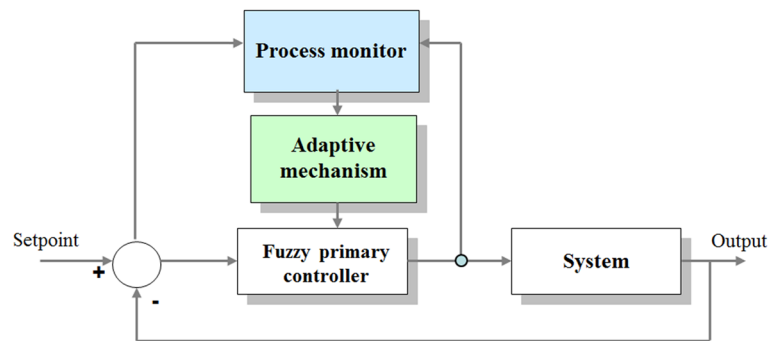 Process monitor
Adaptive
mechanism
Setpoint
+
-
Fuzzy primary
controller
System
Output